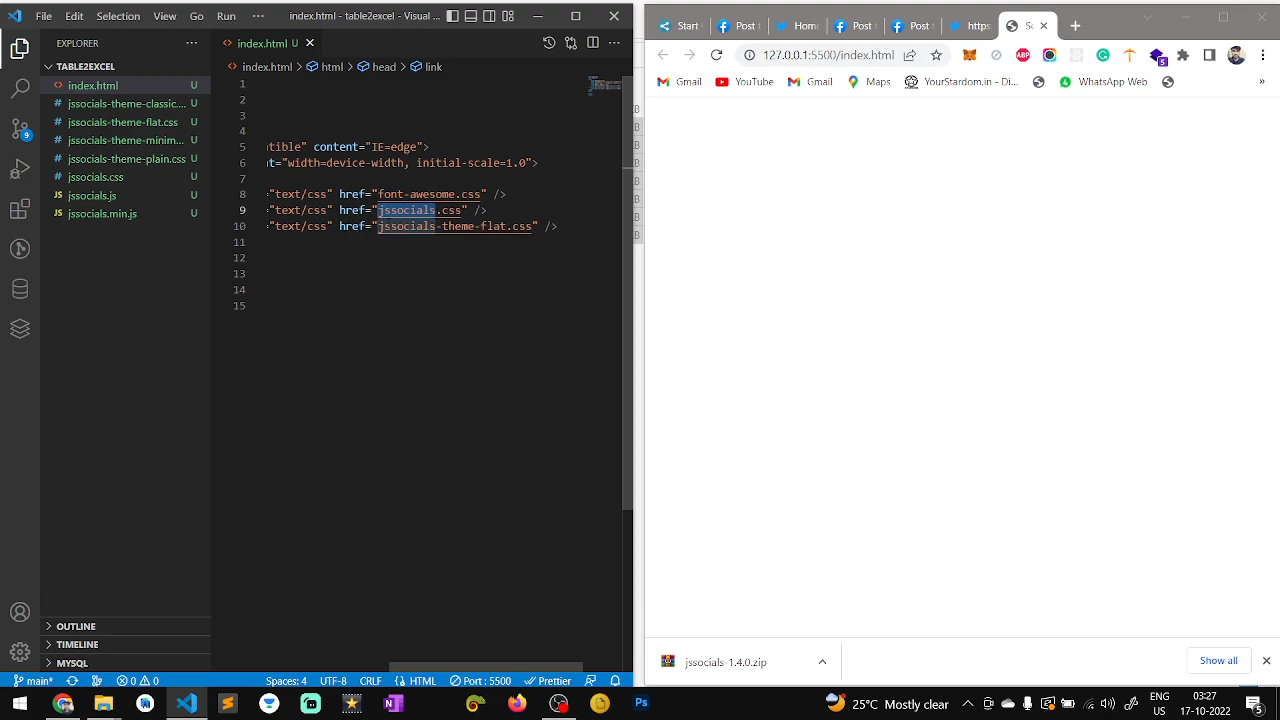 File Edit Selection View Go Run ··· index.html - table2excel - Visual ...
EXPLORER ···
TABLE2EXCEL
index.html U
jssocials-theme-classic.... U
jssocials-theme-flat.css U
jssocials-theme-minim... U
jssocials-theme-plain.css U
jssocials.css U
JS jssocials.js U
JS jssocials.min.js U
9
OUTLINE
TIMELINE
MYSQL
index.html
index.html > html > head > link
1
2
3
4
5 tible" content="IE=edge">
6 t="width=device-width, initial-scale=1.0">
7
8 "text/css" href="font-awesome.css" />
9 "text/css" href="jssocials.css" />
10 "text/css" href="jssocials-theme-flat.css" />
11
12
13
14
15
main* 0 0 Spaces: 4 UTF-8 CRLF HTML Port : 5500 Prettier
Start Post t Home Post t Post t https
127.0.0.1:5500/index.html ABP 5
Gmail YouTube Gmail Maps YourStardom.in - Di... WhatsApp Web »
jssocials-1.4.0.zip Show all
Ps 25°C Mostly clear ENG US 03:27 17-10-2022 5